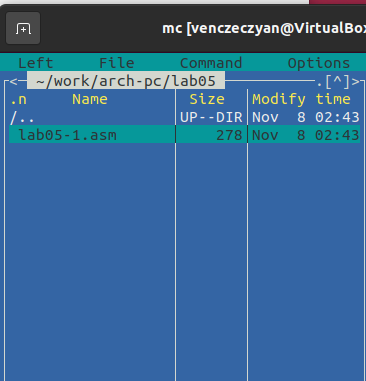 mc [venczeczyan@VirtualBox
Left File Command Options
<─ ~/work/arch-pc/lab05 ─.[^]>
.n Name Size Modify time
/.. UP--DIR Nov 8 02:43
lab05-1.asm 278 Nov 8 02:43